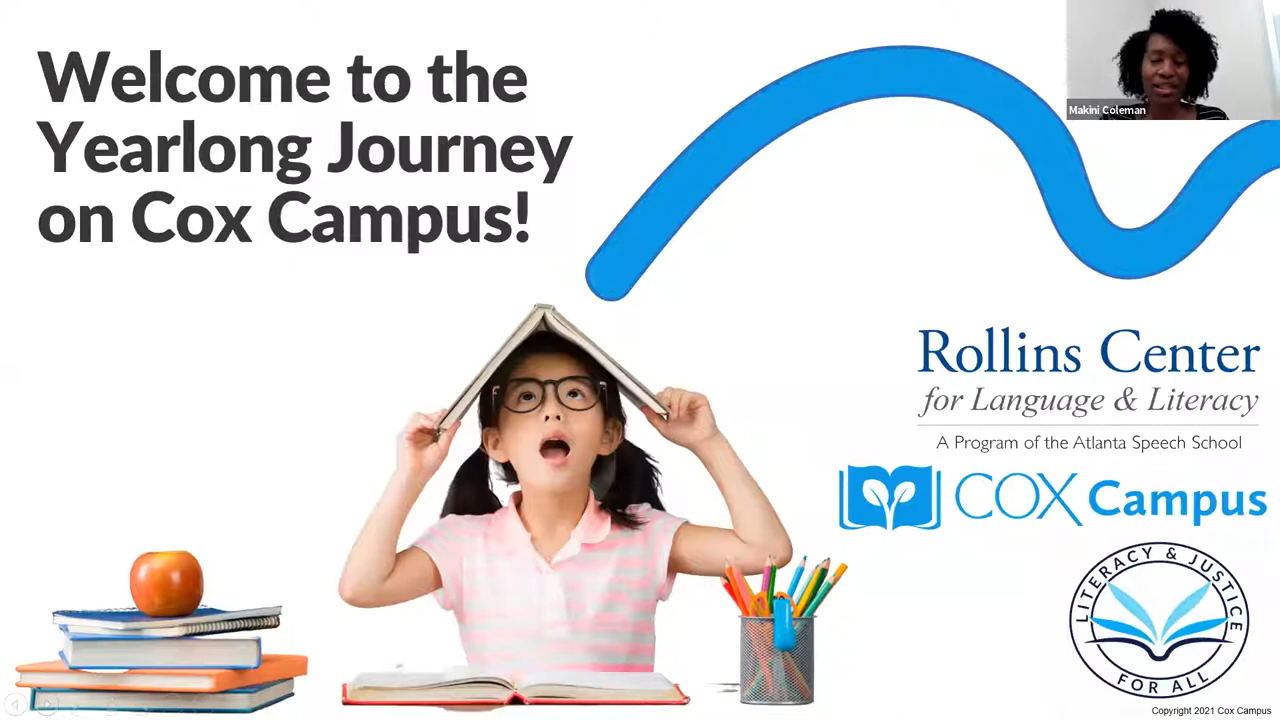 Welcome to the
Yearlong Journey
on Cox Campus!
Makini Coleman
Rollins Center
for Language & Literacy
A Program of the Atlanta Speech School
COX Campus
LITERACY & JUSTICE
FOR ALL
Copyright 2021 Cox Campus